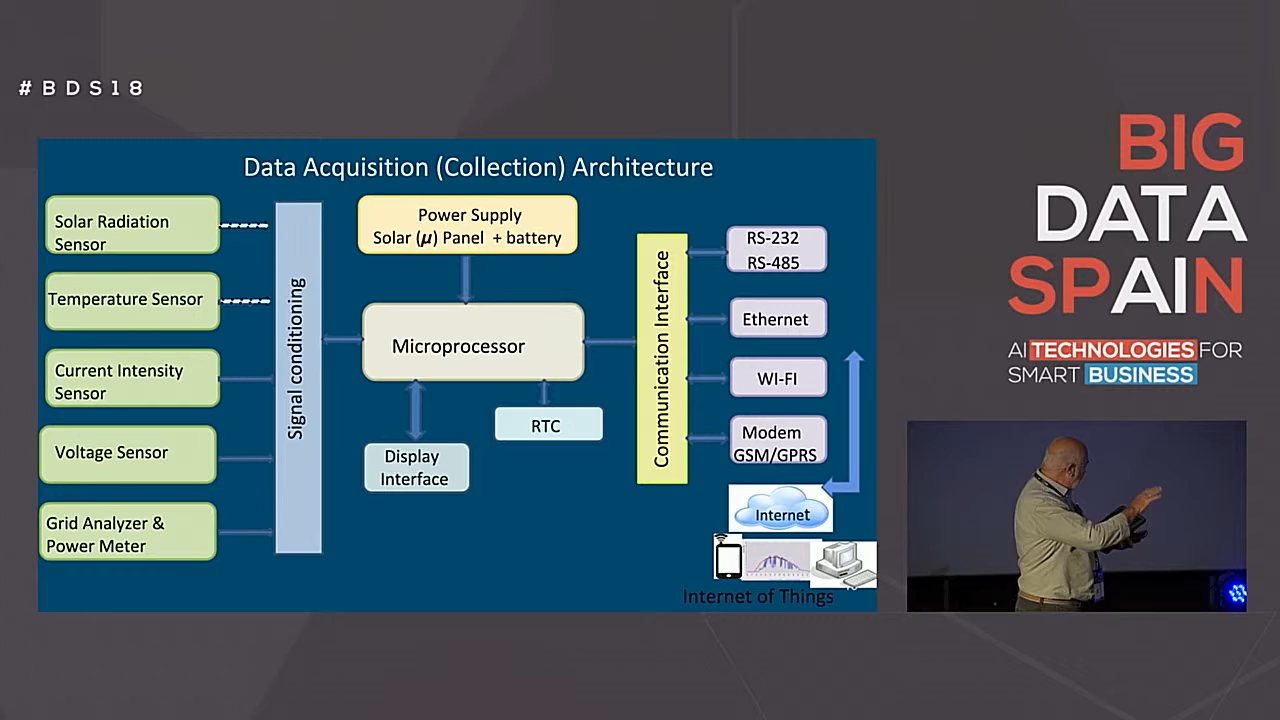 #BDS18
Data Acquisition (Collection) Architecture
Solar Radiation
Sensor
Temperature Sensor
Current Intensity
Sensor
Voltage Sensor
Grid Analyzer &
Power Meter
Signal conditioning
Power Supply
Solar (μ) Panel + battery
Microprocessor
RTC
Display
Interface
Communication Interface
RS-232
RS-485
Ethernet
WI-FI
Modem
GSM/GPRS
Internet
Internet of Things
BIG
DATA
SPAIN
AI TECHNOLOGIES FOR
SMART BUSINESS